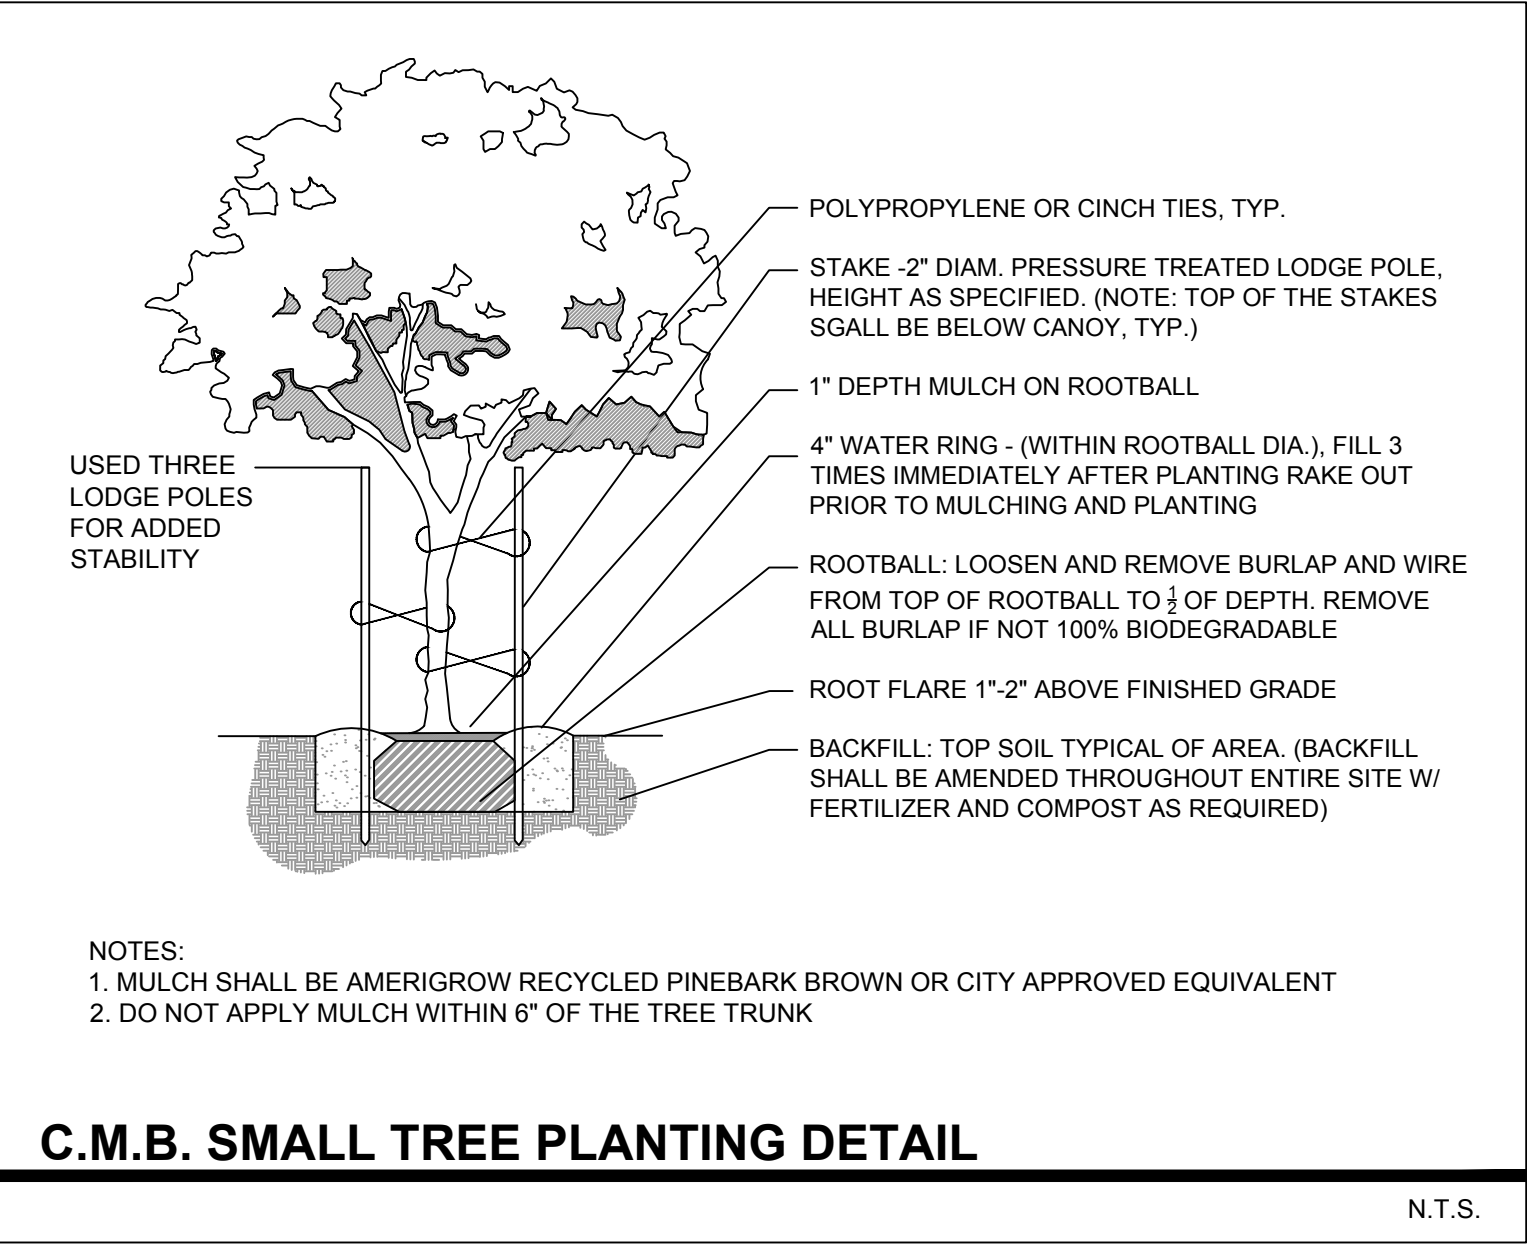 POLYPROPYLENE OR CINCH TIES, TYP.
STAKE -2" DIAM. PRESSURE TREATED LODGE POLE,
HEIGHT AS SPECIFIED. (NOTE: TOP OF THE STAKES
SGALL BE BELOW CANOY, TYP.)
1" DEPTH MULCH ON ROOTBALL
4" WATER RING - (WITHIN ROOTBALL DIA.), FILL 3
TIMES IMMEDIATELY AFTER PLANTING RAKE OUT
PRIOR TO MULCHING AND PLANTING
USED THREE
LODGE POLES
FOR ADDED
STABILITY
ROOTBALL: LOOSEN AND REMOVE BURLAP AND WIRE
FROM TOP OF ROOTBALL TO 1/2 OF DEPTH. REMOVE
ALL BURLAP IF NOT 100% BIODEGRADABLE
ROOT FLARE 1"-2" ABOVE FINISHED GRADE
BACKFILL: TOP SOIL TYPICAL OF AREA. (BACKFILL
SHALL BE AMENDED THROUGHOUT ENTIRE SITE W/
FERTILIZER AND COMPOST AS REQUIRED)
NOTES:
1. MULCH SHALL BE AMERIGROW RECYCLED PINEBARK BROWN OR CITY APPROVED EQUIVALENT
2. DO NOT APPLY MULCH WITHIN 6" OF THE TREE TRUNK
C.M.B. SMALL TREE PLANTING DETAIL
N.T.S.